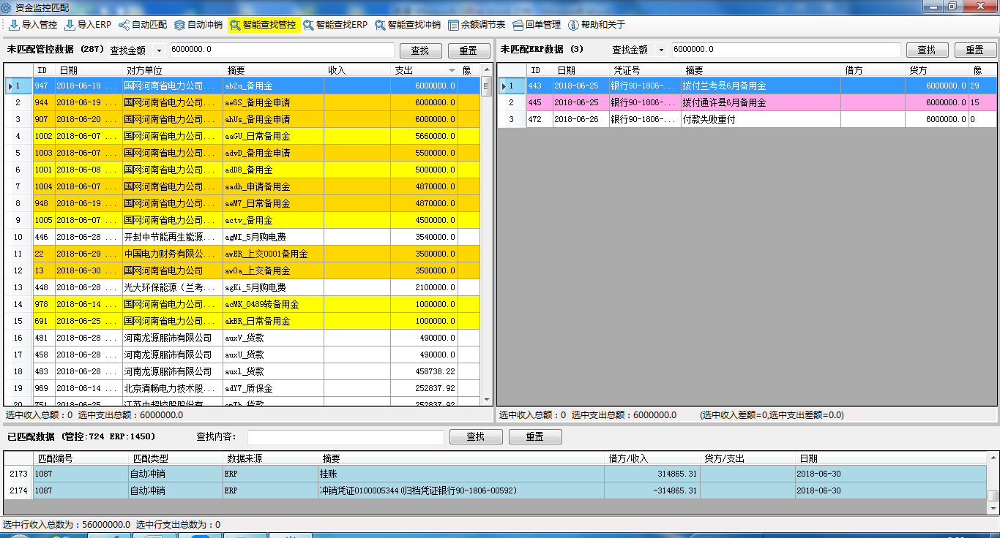 资金监控匹配
导入管控 导入ERP 自动匹配 自动冲销 智能查找管控 智能查找ERP 智能查找冲销 余额调节表 回单管理 帮助和关于
未匹配管控数据 (287) 查找金额 6000000.0 查找 重置
ID 日期 对方单位 摘要 收入 支出 像
1 947 2018-06-19 ... 国网河南省电力公司... ab2u_备用金 6000000.0
2 944 2018-06-19 ... 国网河南省电力公司... ae6S_备用金申请 6000000.0
3 907 2018-06-20 ... 国网河南省电力公司... ahUs_备用金申请 6000000.0
4 1002 2018-06-07 ... 国网河南省电力公司... aaGU_日常备用金 5660000.0
5 1003 2018-06-07 ... 国网河南省电力公司... advD_备用金申请 5500000.0
6 1001 2018-06-08 ... 国网河南省电力公司... adD8_备用金 5000000.0
7 1004 2018-06-07 ... 国网河南省电力公司... aadh_申请备用金 4870000.0
8 948 2018-06-19 ... 国网河南省电力公司... aeM7_日常备用金 4870000.0
9 1005 2018-06-07 ... 国网河南省电力公司... actv_备用金 4500000.0
10 446 2018-06-28 ... 开封中节能再生能源... agMI_5月购电费 3540000.0
11 22 2018-06-29 ... 中国电力财务有限公... awER_上交0001备用金 3500000.0
12 13 2018-06-30 ... 国网河南省电力公司 awOa_上交备用金 3500000.0
13 448 2018-06-28 ... 光大环保能源（兰考... agKi_5月购电费 2100000.0
14 978 2018-06-14 ... 国网河南省电力公司... acMK_0489转备用金 1000000.0
15 691 2018-06-25 ... 国网河南省电力公司... akBR_日常备用金 1000000.0
16 481 2018-06-28 ... 河南龙源服饰有限公司 auxV_货款 490000.0
17 458 2018-06-28 ... 河南龙源服饰有限公司 auxU_货款 490000.0
18 483 2018-06-28 ... 河南龙源服饰有限公司 auxl_货款 458738.22
19 969 2018-06-14 ... 北京清畅电力技术股... adY7_质保金 252837.92
选中收入总额：0 选中支出总额：6000000.0
未匹配ERP数据 (3) 查找金额 6000000.0 查找 重置
ID 日期 凭证号 摘要 借方 贷方 像
1 443 2018-06-25 银行90-1806-... 拨付兰考县6月备用金 6000000.0 29
2 445 2018-06-25 银行90-1806-... 拨付通许县6月备用金 6000000.0 15
3 472 2018-06-26 银行90-1806-... 付款失败重付 6000000.0 0
选中收入总额：0 选中支出总额：6000000.0 (选中收入差额=0,选中支出差额=0.0)
已匹配数据 (管控:724 ERP:1450) 查找内容: 查找 重置
匹配编号 匹配类型 数据来源 摘要 借方/收入 贷方/支出 日期
2173 1087 自动冲销 ERP 挂账 314865.31 2018-06-30
2174 1087 自动冲销 ERP 冲销凭证0100005344(归档凭证银行90-1806-00592) -314865.31 2018-06-30
选中行收入总数为：56000000.0 选中行支出总数为：0